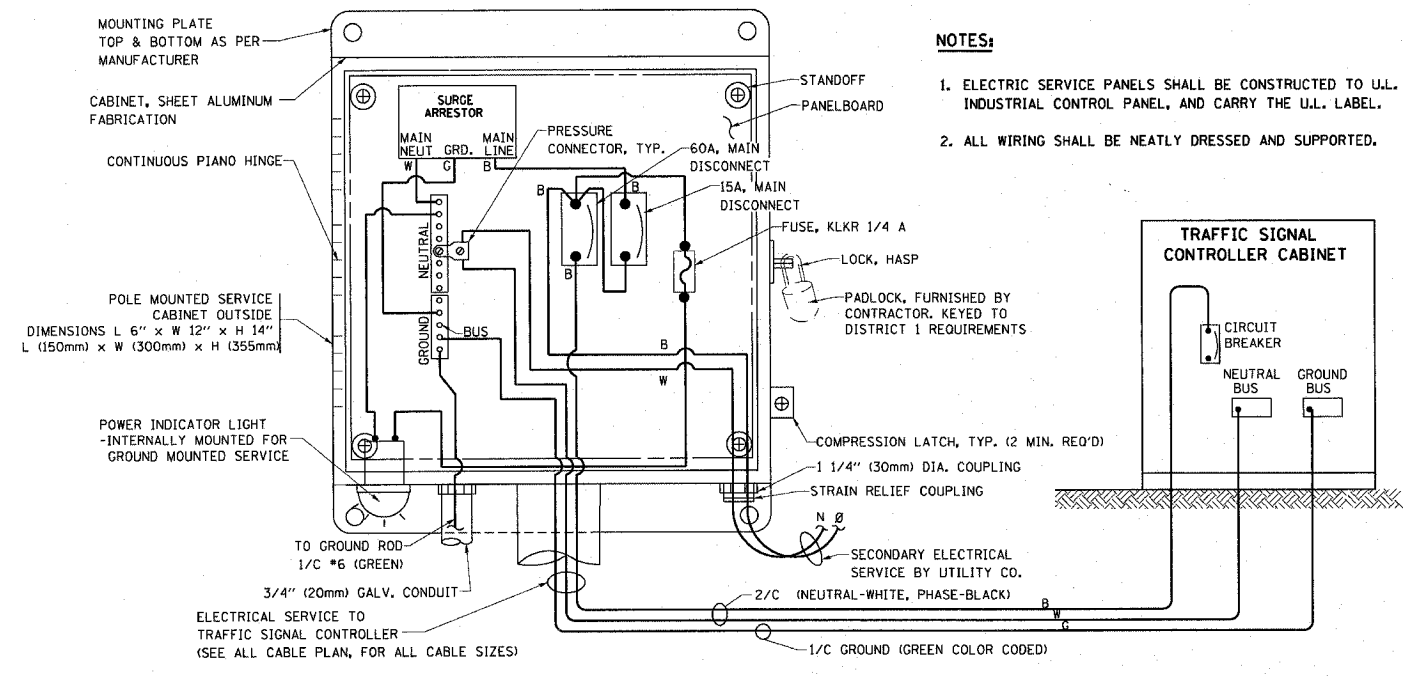 MOUNTING PLATE
TOP & BOTTOM AS PER
MANUFACTURER
CABINET, SHEET ALUMINUM
FABRICATION
CONTINUOUS PIANO HINGE
POLE MOUNTED SERVICE
CABINET OUTSIDE
DIMENSIONS L 6" x W 12" x H 14"
L (150mm) x W (300mm) x H (355mm)
POWER INDICATOR LIGHT
-INTERNALLY MOUNTED FOR
GROUND MOUNTED SERVICE
TO GROUND ROD
1/C #6 (GREEN)
3/4" (20mm) GALV. CONDUIT
ELECTRICAL SERVICE TO
TRAFFIC SIGNAL CONTROLLER
(SEE ALL CABLE PLAN, FOR ALL CABLE SIZES)
SURGE
ARRESTOR
MAIN
NEUT
GRD.
MAIN
LINE
W
G
B
NEUTRAL
GROUND
BUS
PRESSURE
CONNECTOR, TYP.
B
B
B
B
W
STANDOFF
PANELBOARD
60A, MAIN
DISCONNECT
15A, MAIN
DISCONNECT
FUSE, KLKR 1/4 A
LOCK, HASP
PADLOCK, FURNISHED BY
CONTRACTOR. KEYED TO
DISTRICT 1 REQUIREMENTS
COMPRESSION LATCH, TYP. (2 MIN. REQ'D)
1 1/4" (30mm) DIA. COUPLING
STRAIN RELIEF COUPLING
N Ø
SECONDARY ELECTRICAL
SERVICE BY UTILITY CO.
2/C (NEUTRAL-WHITE, PHASE-BLACK)
B
W
G
1/C GROUND (GREEN COLOR CODED)
NOTES:
1. ELECTRIC SERVICE PANELS SHALL BE CONSTRUCTED TO U.L.
INDUSTRIAL CONTROL PANEL, AND CARRY THE U.L. LABEL.
2. ALL WIRING SHALL BE NEATLY DRESSED AND SUPPORTED.
TRAFFIC SIGNAL
CONTROLLER CABINET
CIRCUIT
BREAKER
NEUTRAL
BUS
GROUND
BUS